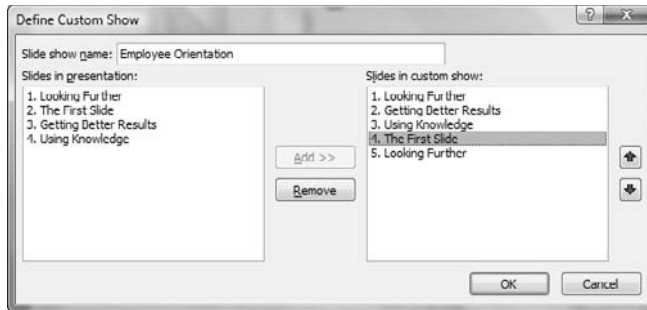 Define Custom Show
Slide show name: Employee Orientation
Slides in presentation:
1. Looking Further
2. The First Slide
3. Getting Better Results
4. Using Knowledge
Add >>
Remove
Slides in custom show:
1. Looking Further
2. Getting Better Results
3. Using Knowledge
4. The First Slide
5. Looking Further
OK
Cancel